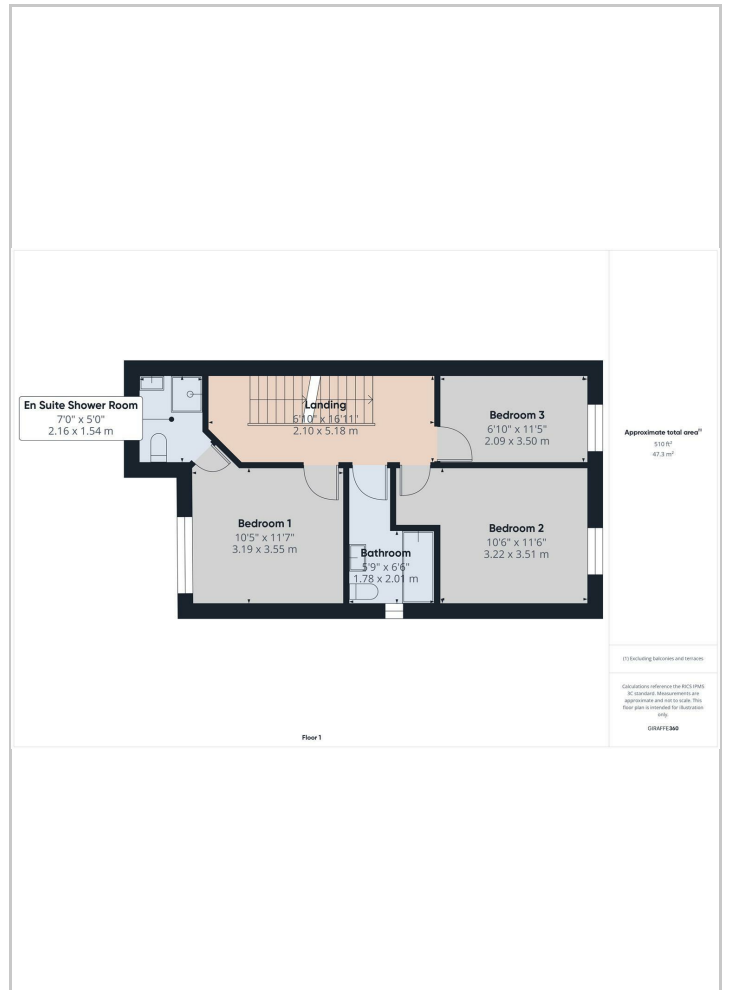 En Suite Shower Room
7'0" x 5'0"
2.16 x 1.54 m
Landing
6'10" x 16'11"
2.10 x 5.18 m
Bedroom 3
6'10" x 11'5"
2.09 x 3.50 m
Bedroom 1
10'5" x 11'7"
3.19 x 3.55 m
Bathroom
5'9" x 6'6"
1.78 x 2.01 m
Bedroom 2
10'6" x 11'6"
3.22 x 3.51 m
Floor 1
Approximate total area(1)
510 ft²
47.3 m²
(1) Excluding balconies and terraces
Calculations reference the RICS IPMS
3C standard. Measurements are
approximate and not to scale. This
floor plan is intended for illustration
only.
GIRAFFE360